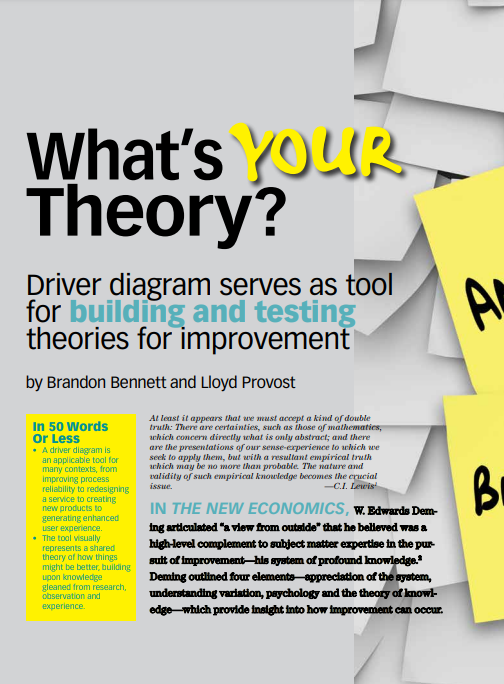 What's YOUR
Theory?
Driver diagram serves as tool
for building and testing
theories for improvement
by Brandon Bennett and Lloyd Provost
In 50 Words
Or Less
• A driver diagram is
an applicable tool for
many contexts, from
improving process
reliability to redesigning
a service to creating
new products to
generating enhanced
user experience.
• The tool visually
represents a shared
theory of how things
might be better, building
upon knowledge
gleaned from research,
observation and
experience.
At least it appears that we must accept a kind of double
truth: There are certainties, such as those of mathematics,
which concern directly what is only abstract; and there
are the presentations of our sense-experience to which we
seek to apply them, but with a resultant empirical truth
which may be no more than probable. The nature and
validity of such empirical knowledge becomes the crucial
issue. —C.I. Lewis¹
IN THE NEW ECONOMICS, W. Edwards Dem-
ing articulated “a view from outside” that he believed was a
high-level complement to subject matter expertise in the pur-
suit of improvement—his system of profound knowledge.²
Deming outlined four elements—appreciation of the system,
understanding variation, psychology and the theory of knowl-
edge—which provide insight into how improvement can occur.